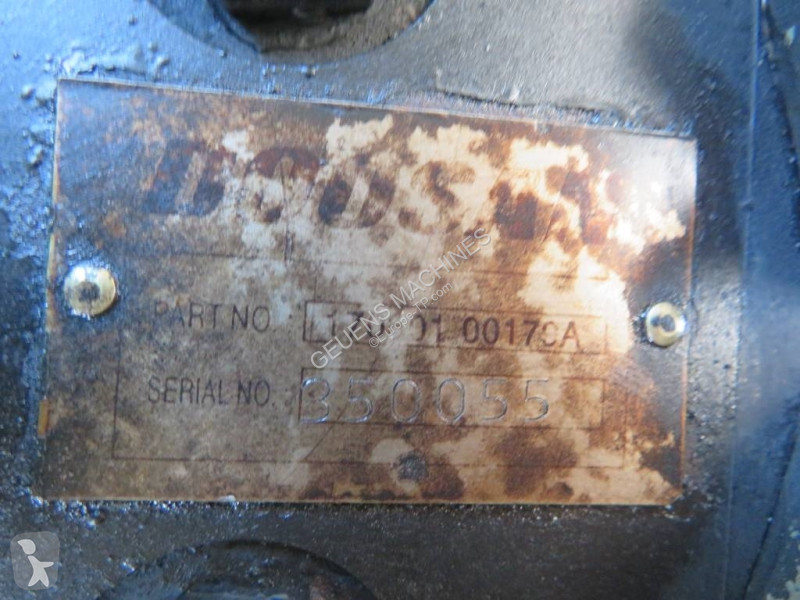 DOOSAN
PART NO.
SERIAL NO. 350055
GEUENS MACHINES